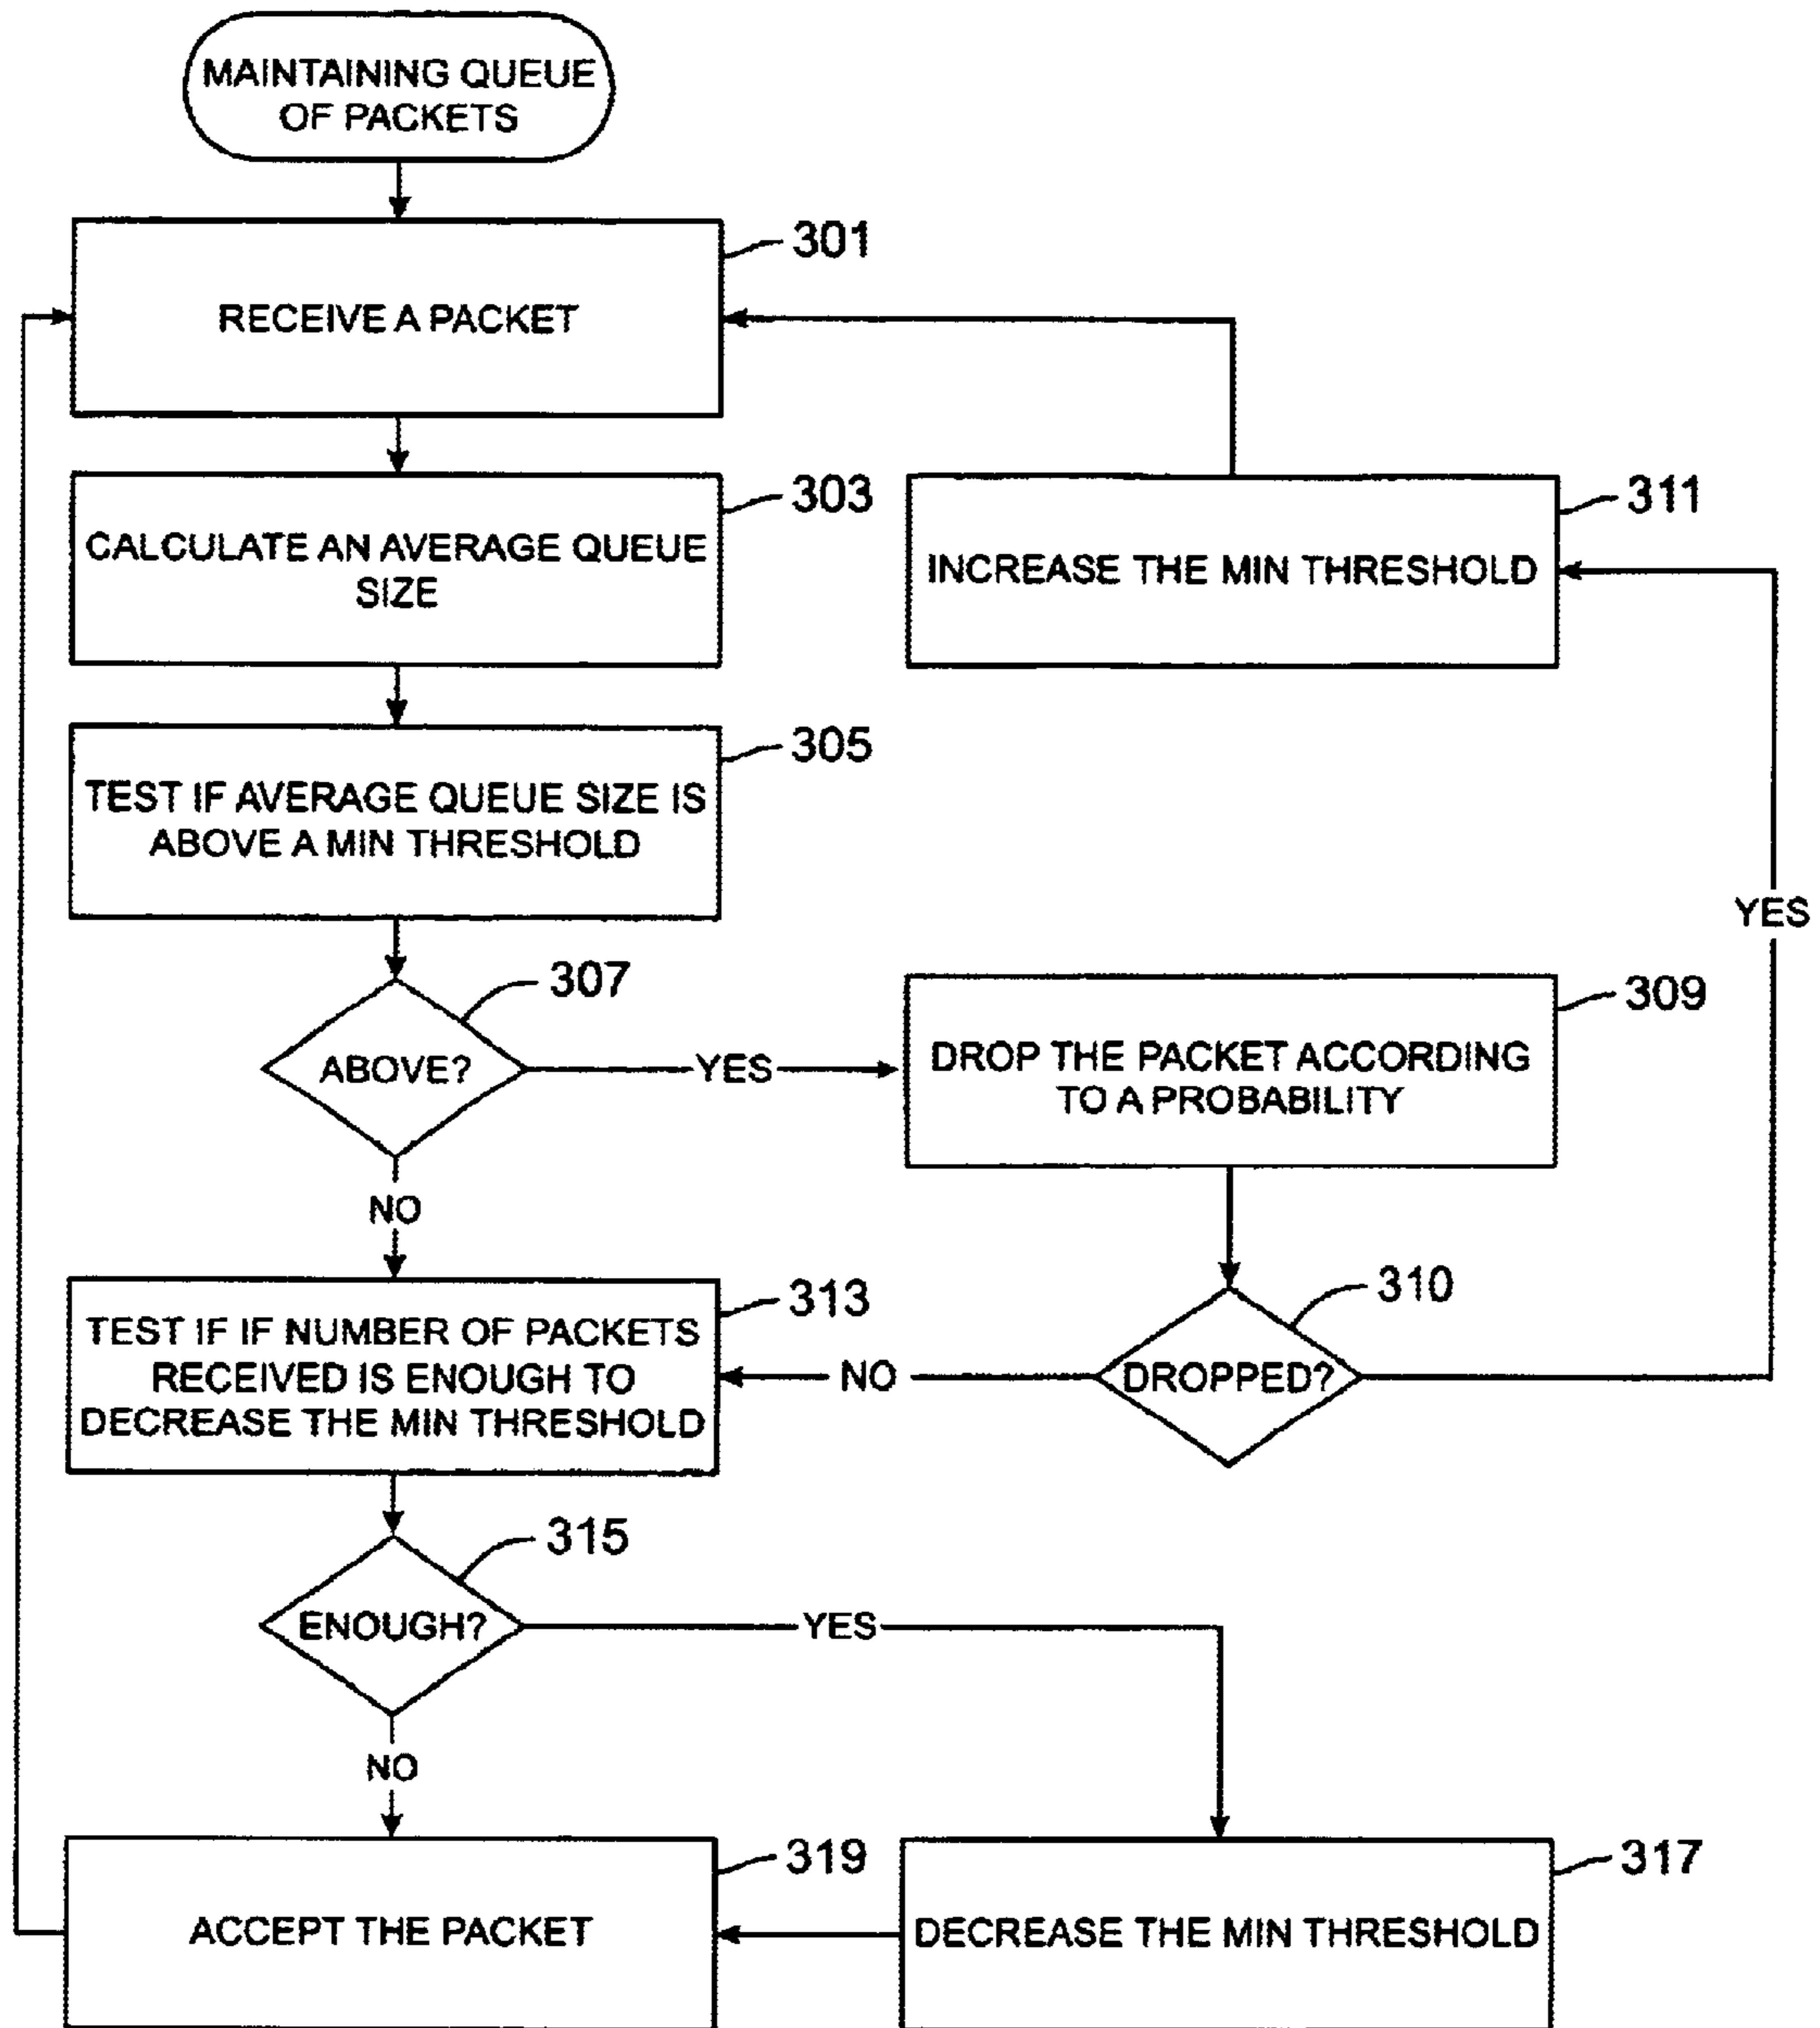 MAINTAINING QUEUE
OF PACKETS
301
RECEIVE A PACKET
303
CALCULATE AN AVERAGE QUEUE
SIZE
311
INCREASE THE MIN THRESHOLD
305
TEST IF AVERAGE QUEUE SIZE IS
ABOVE A MIN THRESHOLD
YES
307
ABOVE?
YES
309
DROP THE PACKET ACCORDING
TO A PROBABILITY
NO
313
TEST IF IF NUMBER OF PACKETS
RECEIVED IS ENOUGH TO
DECREASE THE MIN THRESHOLD
NO
310
DROPPED?
315
ENOUGH?
YES
NO
319
ACCEPT THE PACKET
317
DECREASE THE MIN THRESHOLD